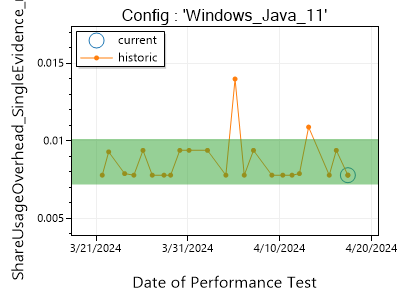 Config : 'Windows_Java_11'
current
historic
ShareUsageOverhead_SingleEvidence_
0.015
0.01
0.005
3/21/2024
3/31/2024
4/10/2024
4/20/2024
Date of Performance Test